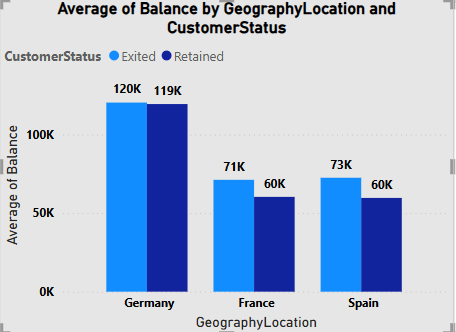 Average of Balance by GeographyLocation and
CustomerStatus
CustomerStatus Exited Retained
120K 119K
100K
71K 73K
60K 60K
50K
0K
Germany France Spain
Average of Balance
GeographyLocation